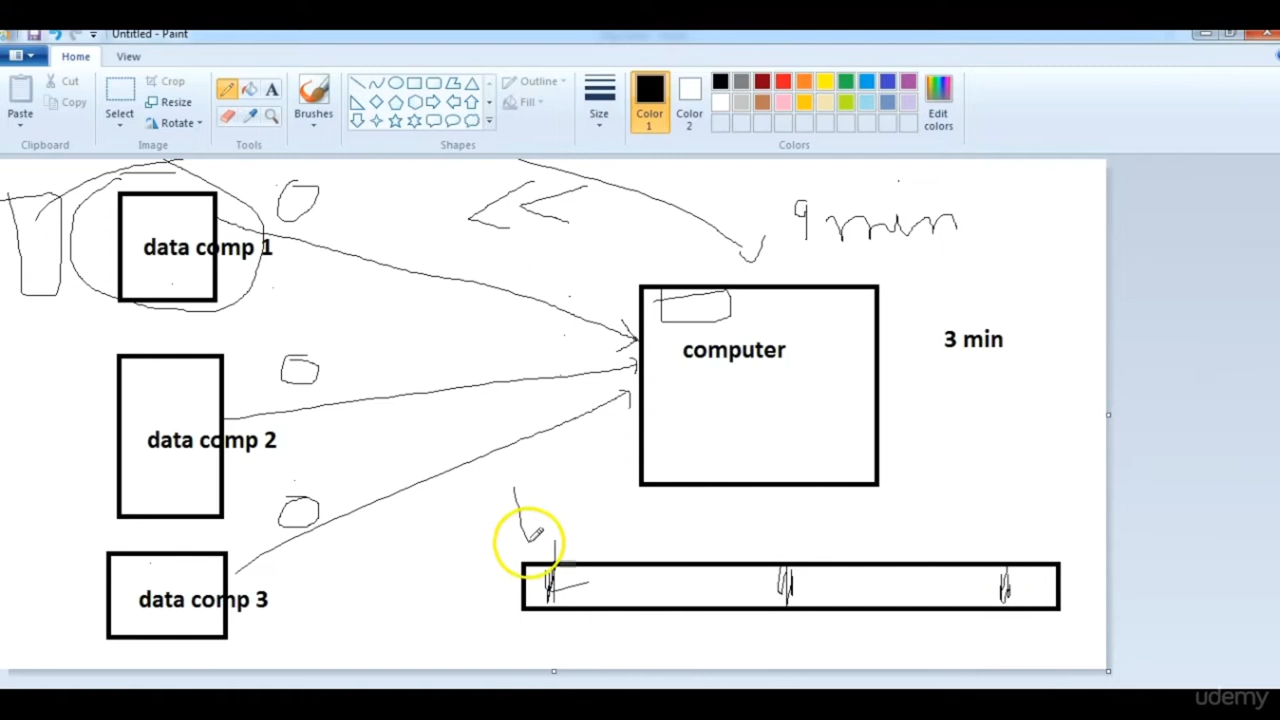 Untitled - Paint
Home View
Paste
Cut
Copy
Clipboard
Select
Crop
Resize
Rotate
Image
A
Tools
Brushes
Shapes
Outline
Fill
Size
Color 1
Color 2
Edit colors
Colors
9 min
data comp 1
computer
3 min
data comp 2
data comp 3
udemy